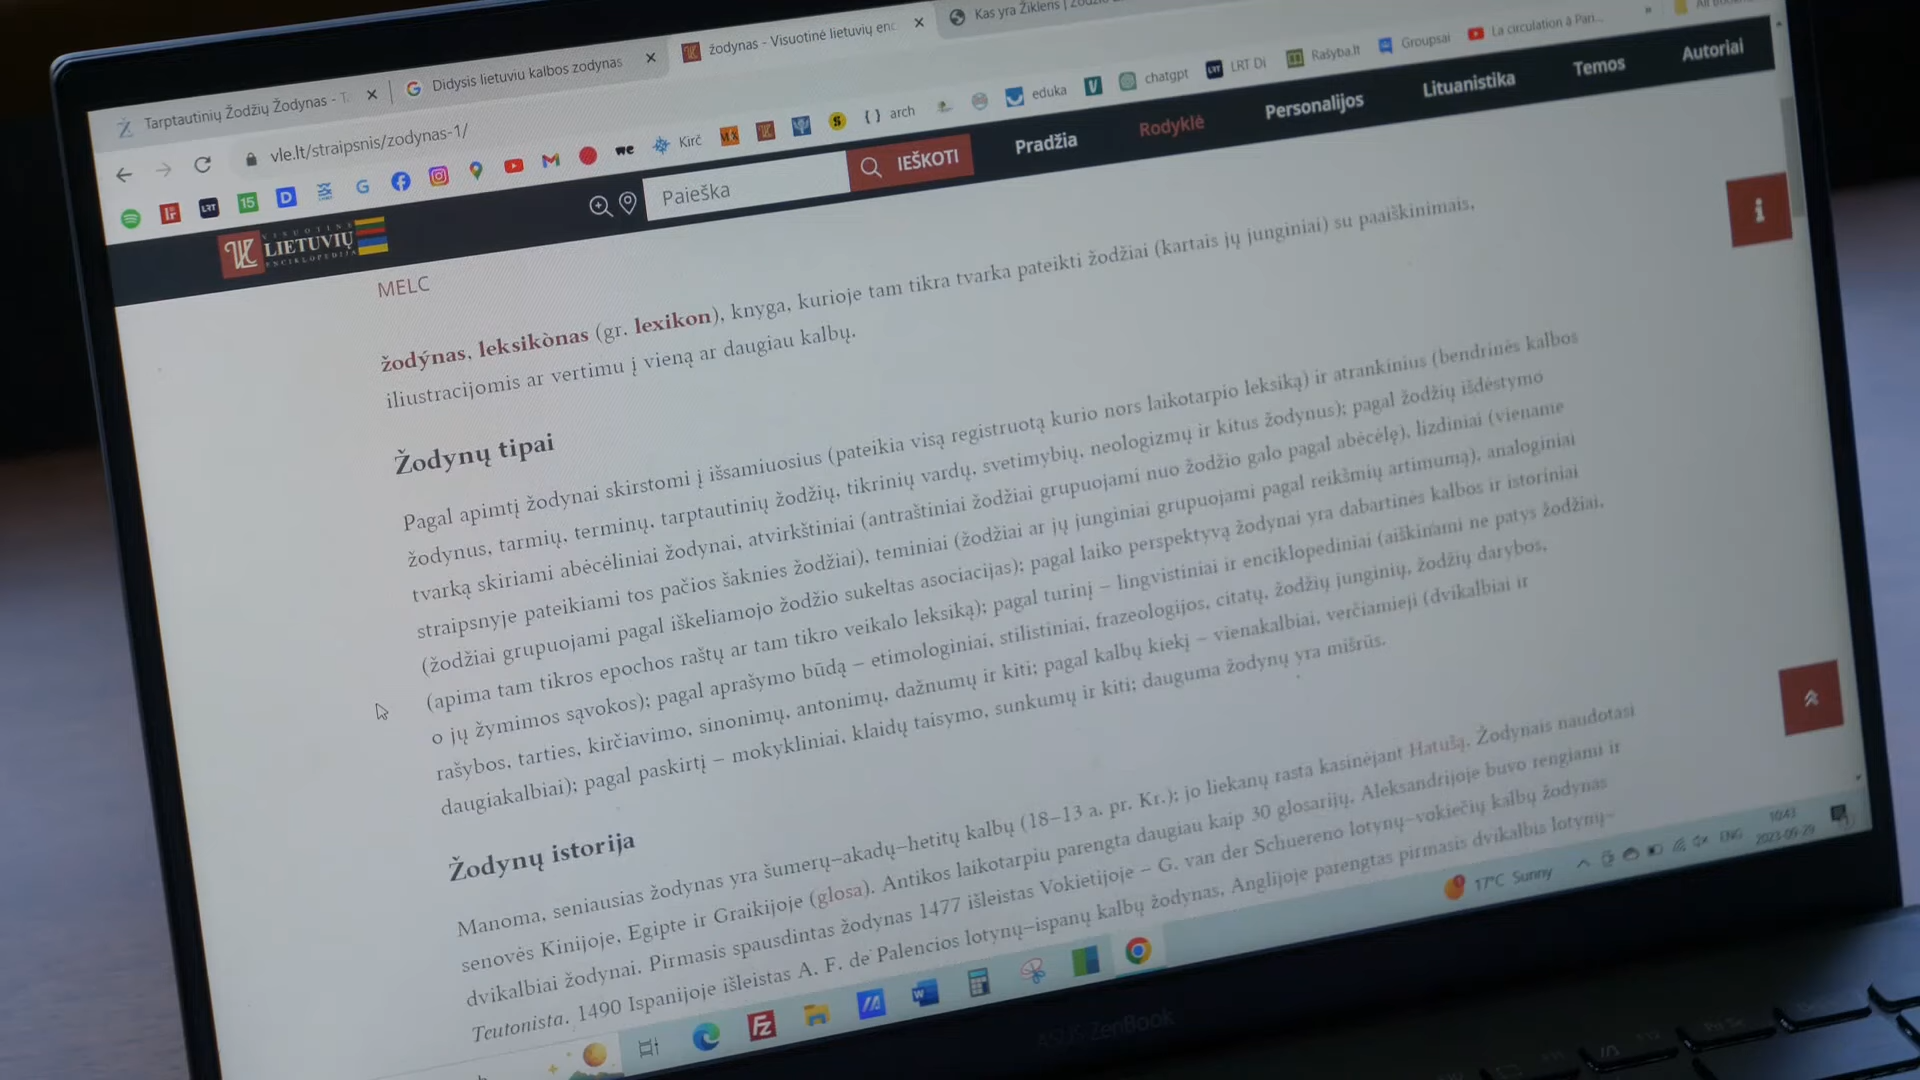 Tarptautinių Žodžių Žodynas - T
Didysis lietuviu kalbos zodynas
žodynas - Visuotinė lietuvių enc
Kas yra Žiklens |
vle.lt/straipsnis/zodynas-1/
Kirč
arch
eduka
chatgpt
LRT Di
Rašyba.lt
Groupsai
La circulation à Pari...
VISUOTINĖ
LIETUVIŲ
ENCIKLOPEDIJA
Paieška
IEŠKOTI
Pradžia
Rodyklė
Personalijos
Lituanistika
Temos
Autoriai
MELC
žodýnas, leksikònas (gr. lexikon), knyga, kurioje tam tikra tvarka pateikti žodžiai (kartais jų junginiai) su paaiškinimais,
iliustracijomis ar vertimu į vieną ar daugiau kalbų.
Žodynų tipai
Pagal apimtį žodynai skirstomi į išsamiuosius (pateikia visą registruotą kurio nors laikotarpio leksiką) ir atrankinius (bendrinės kalbos
žodynus, tarmių, terminų, tarptautinių žodžių, tikrinių vardų, svetimybių, neologizmų ir kitus žodynus); pagal žodžių išdėstymo
tvarką skiriami abėcėliniai žodynai, atvirkštiniai (antraštiniai žodžiai grupuojami nuo žodžio galo pagal abėcėlę), lizdiniai (viename
straipsnyje pateikiami tos pačios šaknies žodžiai), teminiai (žodžiai ar jų junginiai grupuojami pagal reikšmių artimumą), analoginiai
(žodžiai grupuojami pagal iškeliamojo žodžio sukeltas asociacijas); pagal laiko perspektyvą žodynai yra dabartinės kalbos ir istoriniai
(apima tam tikros epochos raštų ar tam tikro veikalo leksiką); pagal turinį – lingvistiniai ir enciklopediniai (aiškinami ne patys žodžiai,
o jų žymimos sąvokos); pagal aprašymo būdą – etimologiniai, stilistiniai, frazeologijos, citatų, žodžių junginių, žodžių darybos,
rašybos, tarties, kirčiavimo, sinonimų, antonimų, dažnumų ir kiti; pagal kalbų kiekį – vienakalbiai, verčiamieji (dvikalbiai ir
daugiakalbiai); pagal paskirtį – mokykliniai, klaidų taisymo, sunkumų ir kiti; dauguma žodynų yra mišrūs.
Žodynų istorija
Manoma, seniausias žodynas yra šumerų–akadų–hetitų kalbų (18–13 a. pr. Kr.); jo liekanų rasta kasinėjant Hatušą. Žodynais naudotasi
senovės Kinijoje, Egipte ir Graikijoje (glosa). Antikos laikotarpiu parengta daugiau kaip 30 glosarijų. Aleksandrijoje buvo rengiami ir
dvikalbiai žodynai. Pirmasis spausdintas žodynas 1477 išleistas Vokietijoje – G. van der Schuereno lotynų–vokiečių kalbų žodynas
Teutonista. 1490 Ispanijoje išleistas A. F. de Palencios lotynų–ispanų kalbų žodynas. Anglijoje parengtas pirmasis dvikalbis lotynų–
17°C Sunny
ENG
10:43
2023-09-29
ASUS ZenBook